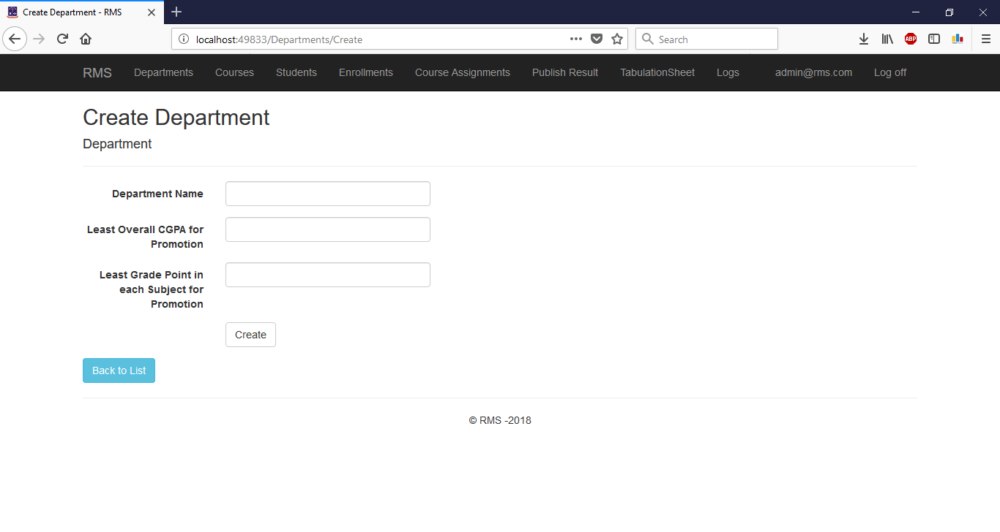 Create Department - RMS
localhost:49833/Departments/Create
Search
ABP
RMS Departments Courses Students Enrollments Course Assignments Publish Result TabulationSheet Logs admin@rms.com Log off
Create Department
Department
Department Name
Least Overall CGPA for
Promotion
Least Grade Point in
each Subject for
Promotion
Create
Back to List
© RMS -2018